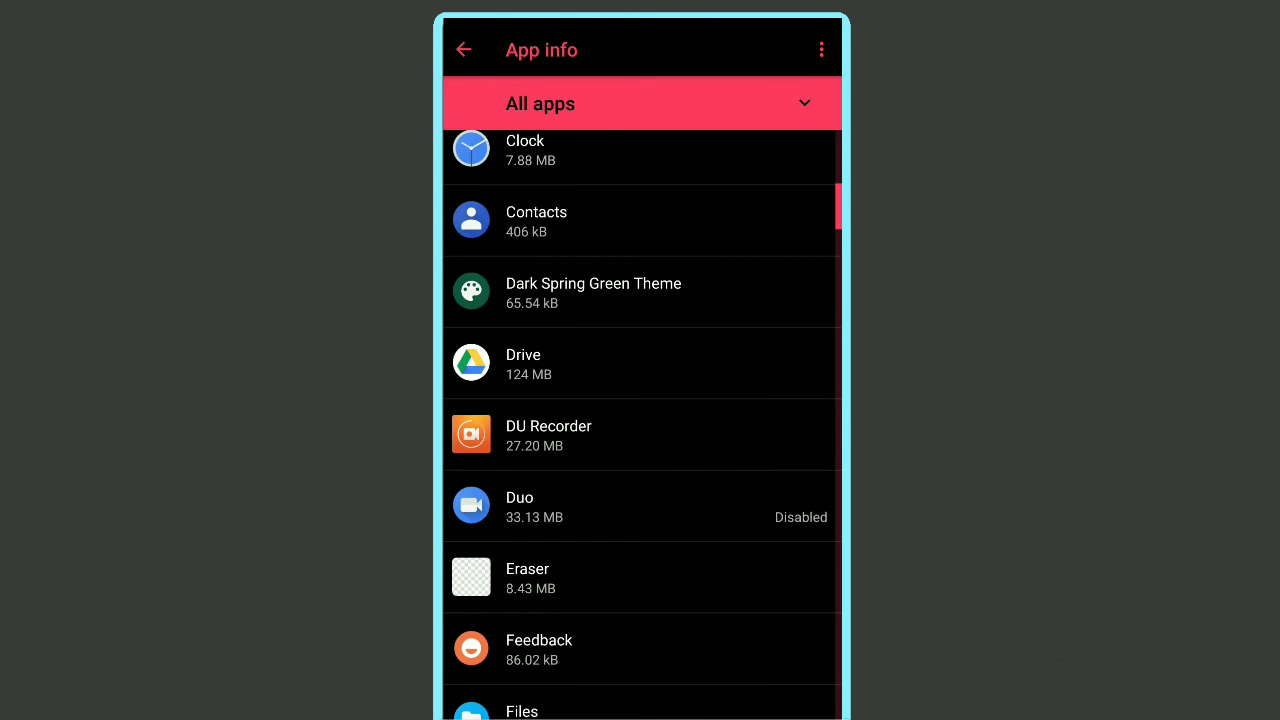 App info
All apps
Clock
7.88 MB
Contacts
406 kB
Dark Spring Green Theme
65.54 kB
Drive
124 MB
DU Recorder
27.20 MB
Duo
33.13 MB
Disabled
Eraser
8.43 MB
Feedback
86.02 kB
Files